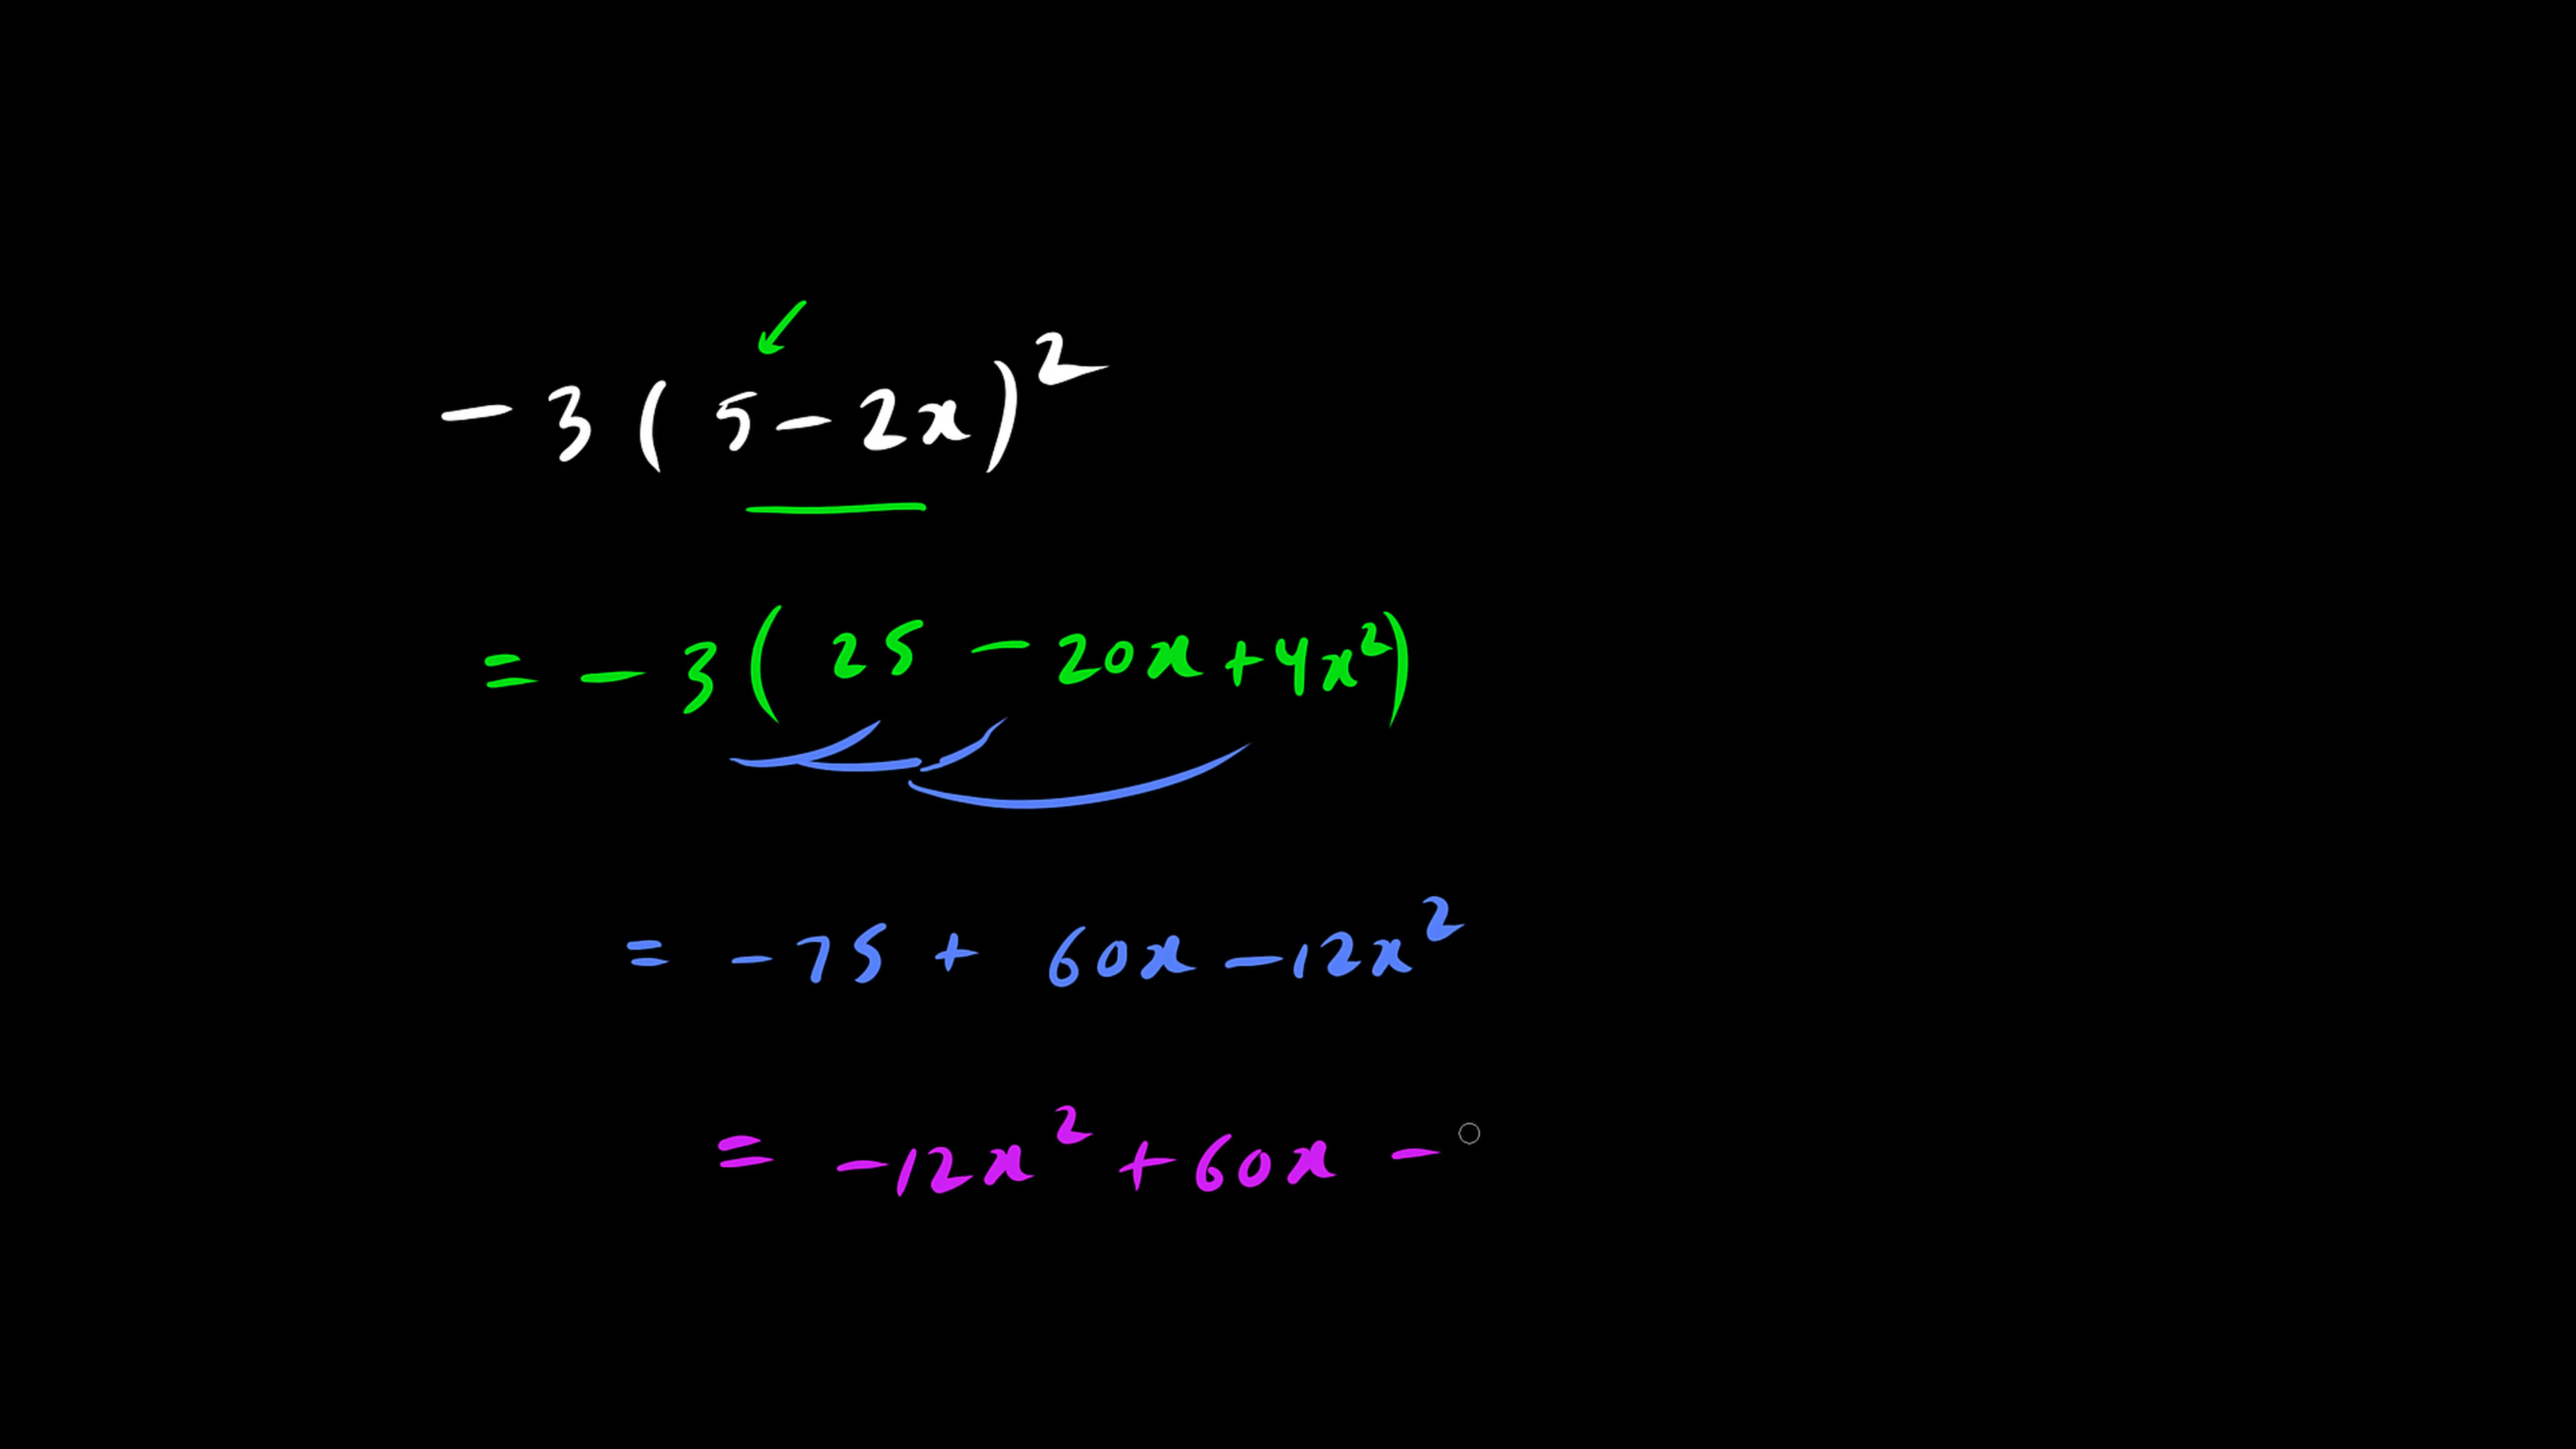 -3(5-2x)²
= -3(25-20x+4x²)
= -75 + 60x -12x²
= -12x² +60x -